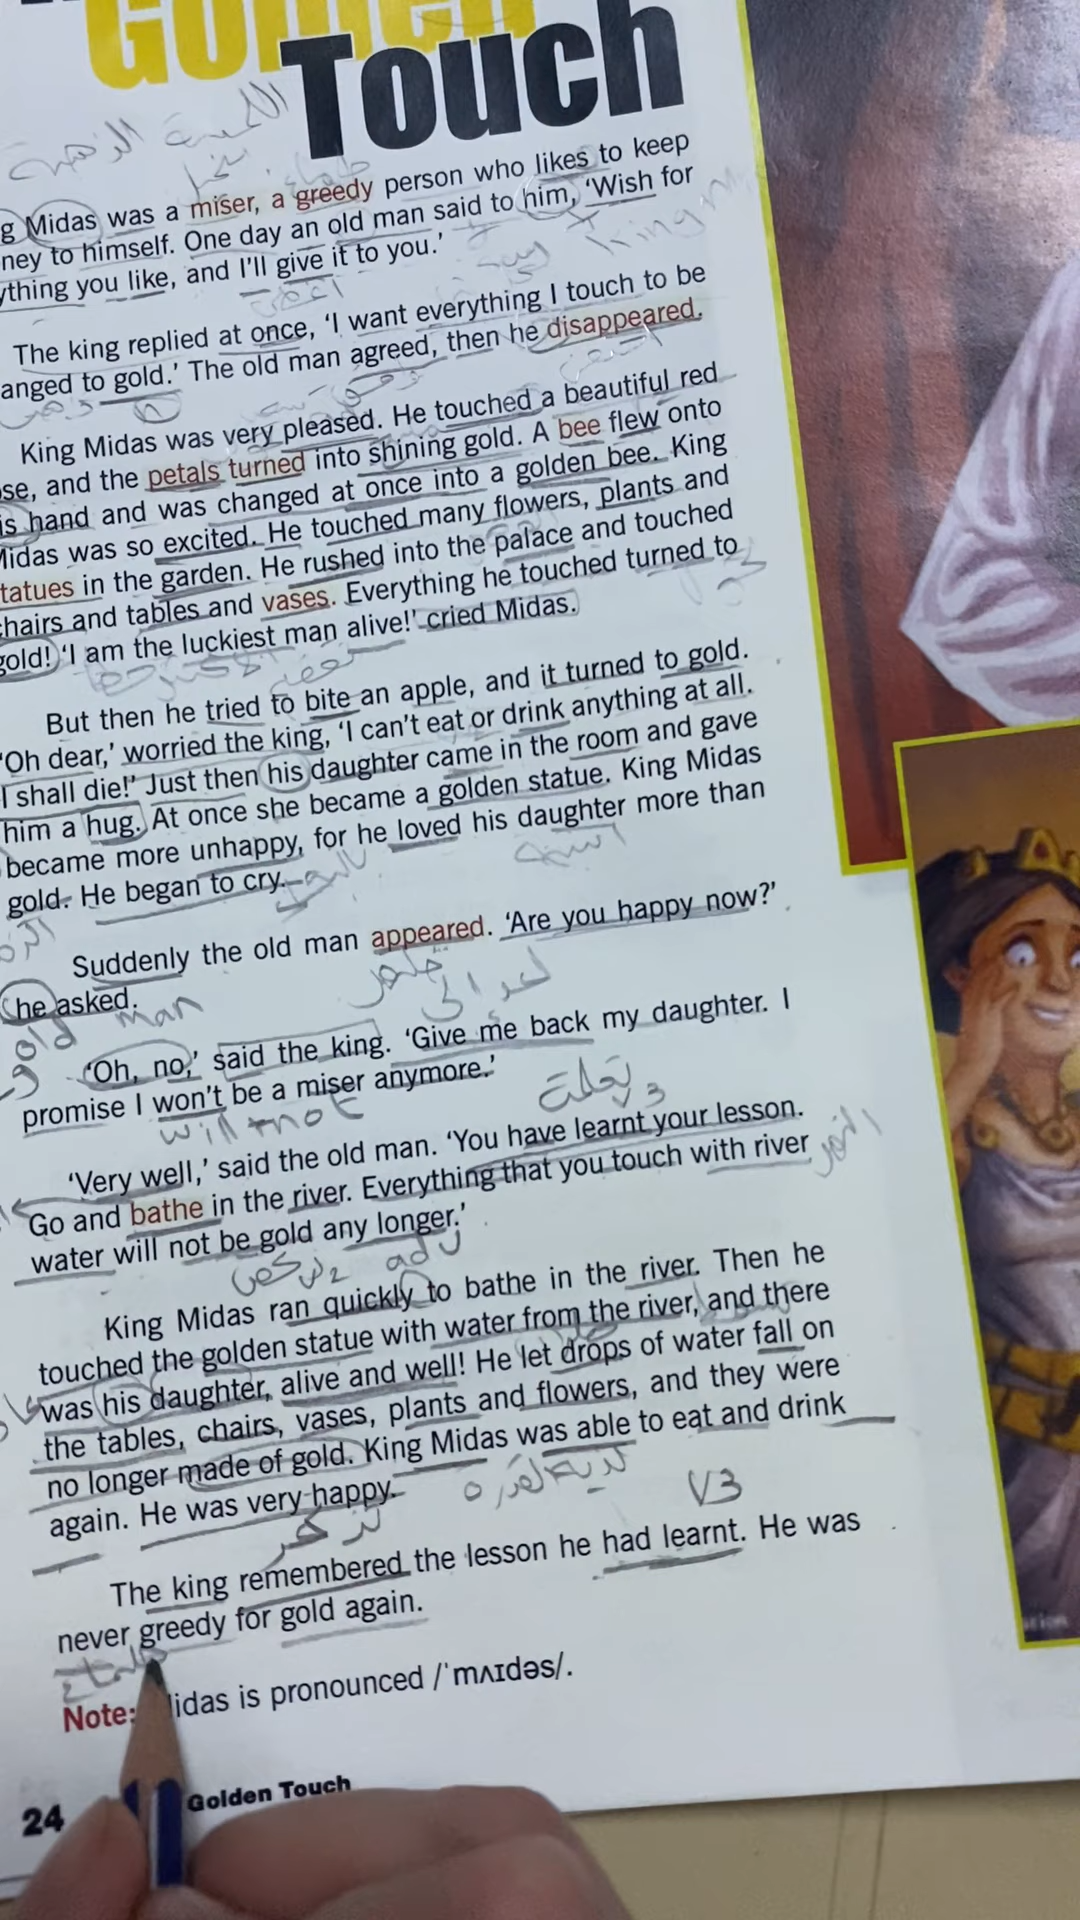 Golden
Touch
اللمسة الذهبية
g Midas was a miser, a greedy person who likes to keep
ney to himself. One day an old man said to him, ‘Wish for
ything you like, and I’ll give it to you.’
The king replied at once, ‘I want everything I touch to be
anged to gold.’ The old man agreed, then he disappeared.
King Midas was very pleased. He touched a beautiful red
ose, and the petals turned into shining gold. A bee flew onto
is hand and was changed at once into a golden bee. King
Midas was so excited. He touched many flowers, plants and
tatues in the garden. He rushed into the palace and touched
chairs and tables and vases. Everything he touched turned to
gold! ‘I am the luckiest man alive!’ cried Midas.
But then he tried to bite an apple, and it turned to gold.
‘Oh dear,’ worried the king, ‘I can’t eat or drink anything at all.
I shall die!’ Just then his daughter came in the room and gave
him a hug. At once she became a golden statue. King Midas
became more unhappy, for he loved his daughter more than
gold. He began to cry.
Suddenly the old man appeared. ‘Are you happy now?’
he asked.
old man
‘Oh, no,’ said the king. ‘Give me back my daughter. I
promise I won’t be a miser anymore.’
will not
V3
‘Very well,’ said the old man. ‘You have learnt your lesson.
Go and bathe in the river. Everything that you touch with river
water will not be gold any longer.’
adv
King Midas ran quickly to bathe in the river. Then he
touched the golden statue with water from the river, and there
was his daughter, alive and well! He let drops of water fall on
the tables, chairs, vases, plants and flowers, and they were
no longer made of gold. King Midas was able to eat and drink
again. He was very happy.
V3
The king remembered the lesson he had learnt. He was
never greedy for gold again.
Note: idas is pronounced /ˈmʌɪdəs/.
24 Golden Touch